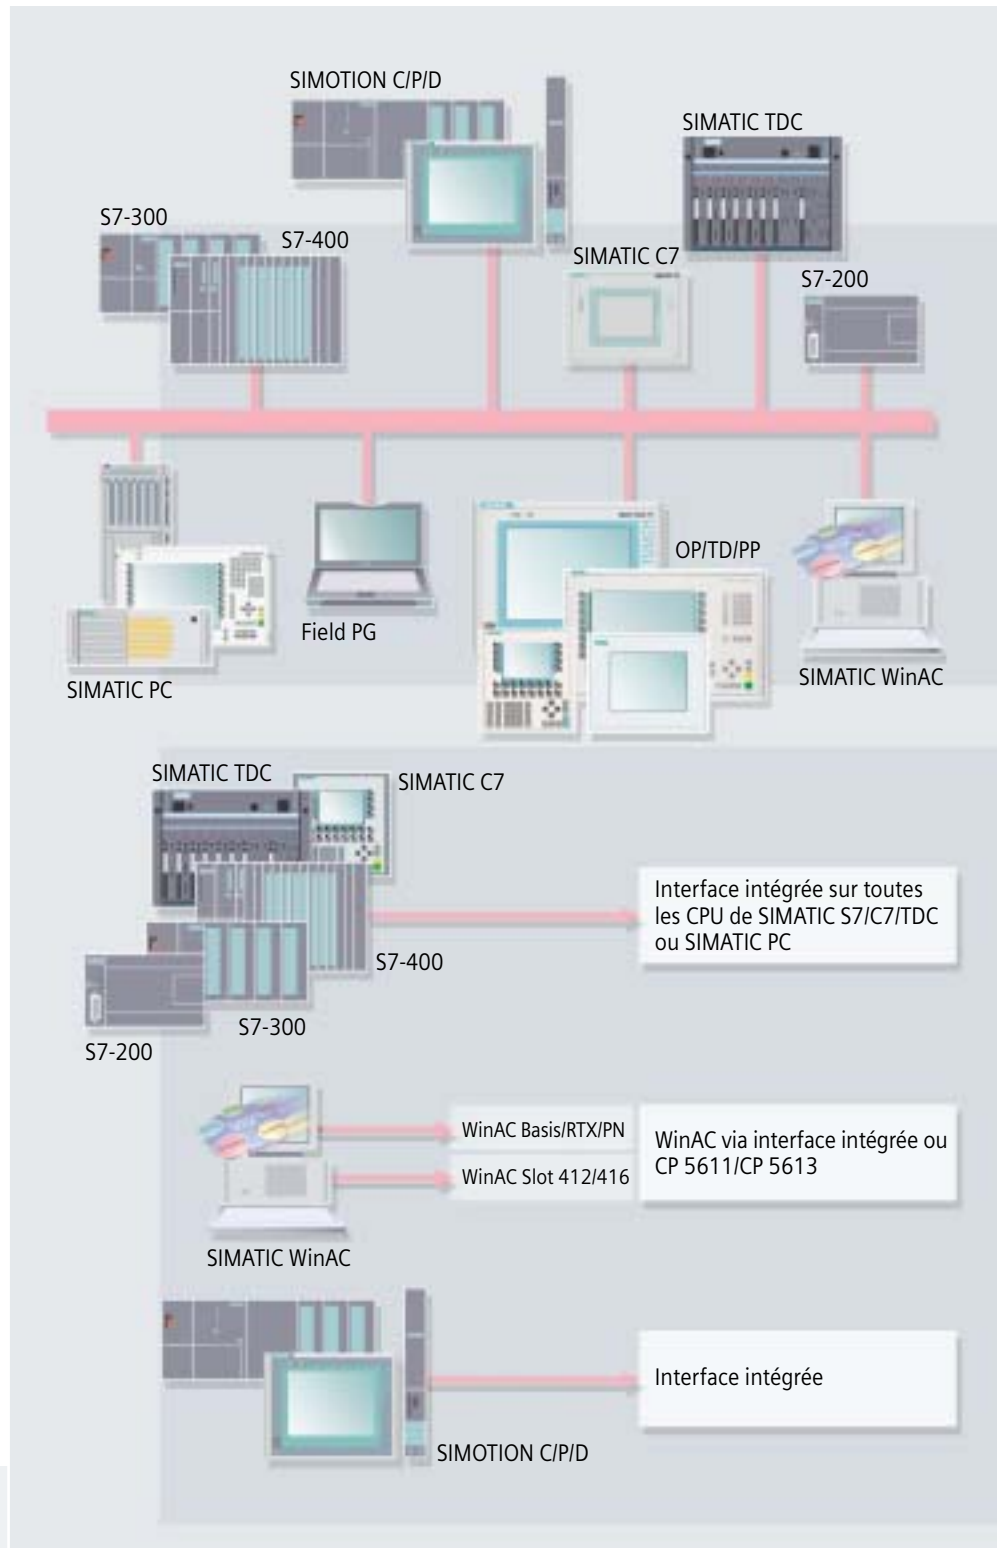 SIMOTION C/P/D
SIMATIC TDC
S7-300
S7-400
SIMATIC C7
S7-200
OP/TD/PP
Field PG
SIMATIC PC
SIMATIC WinAC
SIMATIC TDC
SIMATIC C7
Interface intégrée sur toutes
les CPU de SIMATIC S7/C7/TDC
ou SIMATIC PC
S7-400
S7-300
S7-200
WinAC Basis/RTX/PN
WinAC Slot 412/416
WinAC via interface intégrée ou
CP 5611/CP 5613
SIMATIC WinAC
Interface intégrée
SIMOTION C/P/D